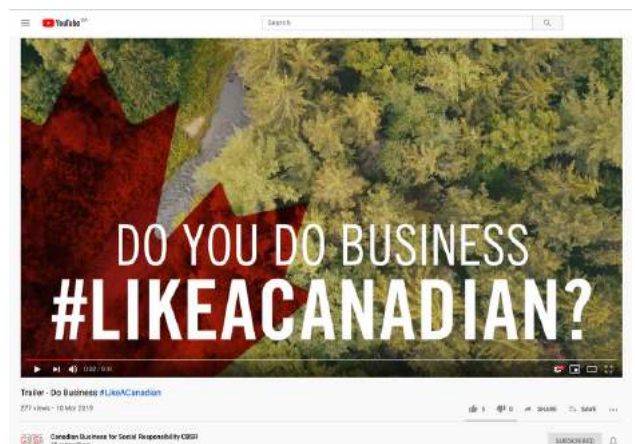 YouTube
Search
DO YOU DO BUSINESS
#LIKEACANADIAN?
Trailer - Do Business #LikeACanadian
277 views • 10 Mar 2019
SHARE
SAVE
Canadian Business for Social Responsibility CBSR
SUBSCRIBED